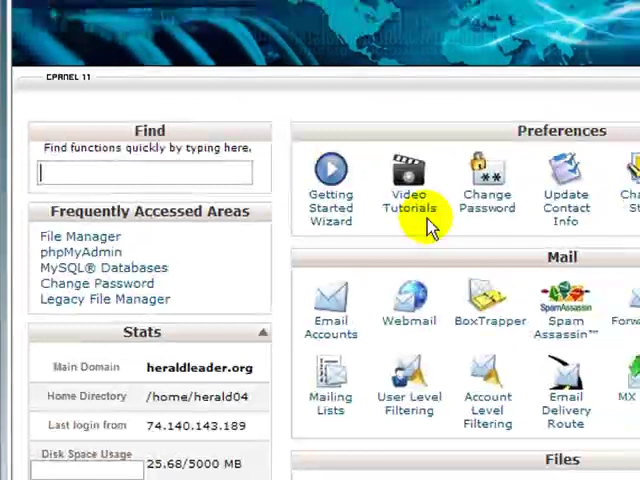 CPANEL 11
Find
Find functions quickly by typing here.
Frequently Accessed Areas
File Manager
phpMyAdmin
MySQL® Databases
Change Password
Legacy File Manager
Stats
Main Domain heraldleader.org
Home Directory /home/herald04
Last login from 74.140.143.189
Disk Space Usage 25.68/5000 MB
Preferences
Getting
Started
Wizard
Video
Tutorials
Change
Password
Update
Contact
Info
Mail
Email
Accounts
Webmail
BoxTrapper
Spam
Assassin™
Mailing
Lists
User Level
Filtering
Account
Level
Filtering
Email
Delivery
Route
MX
Files